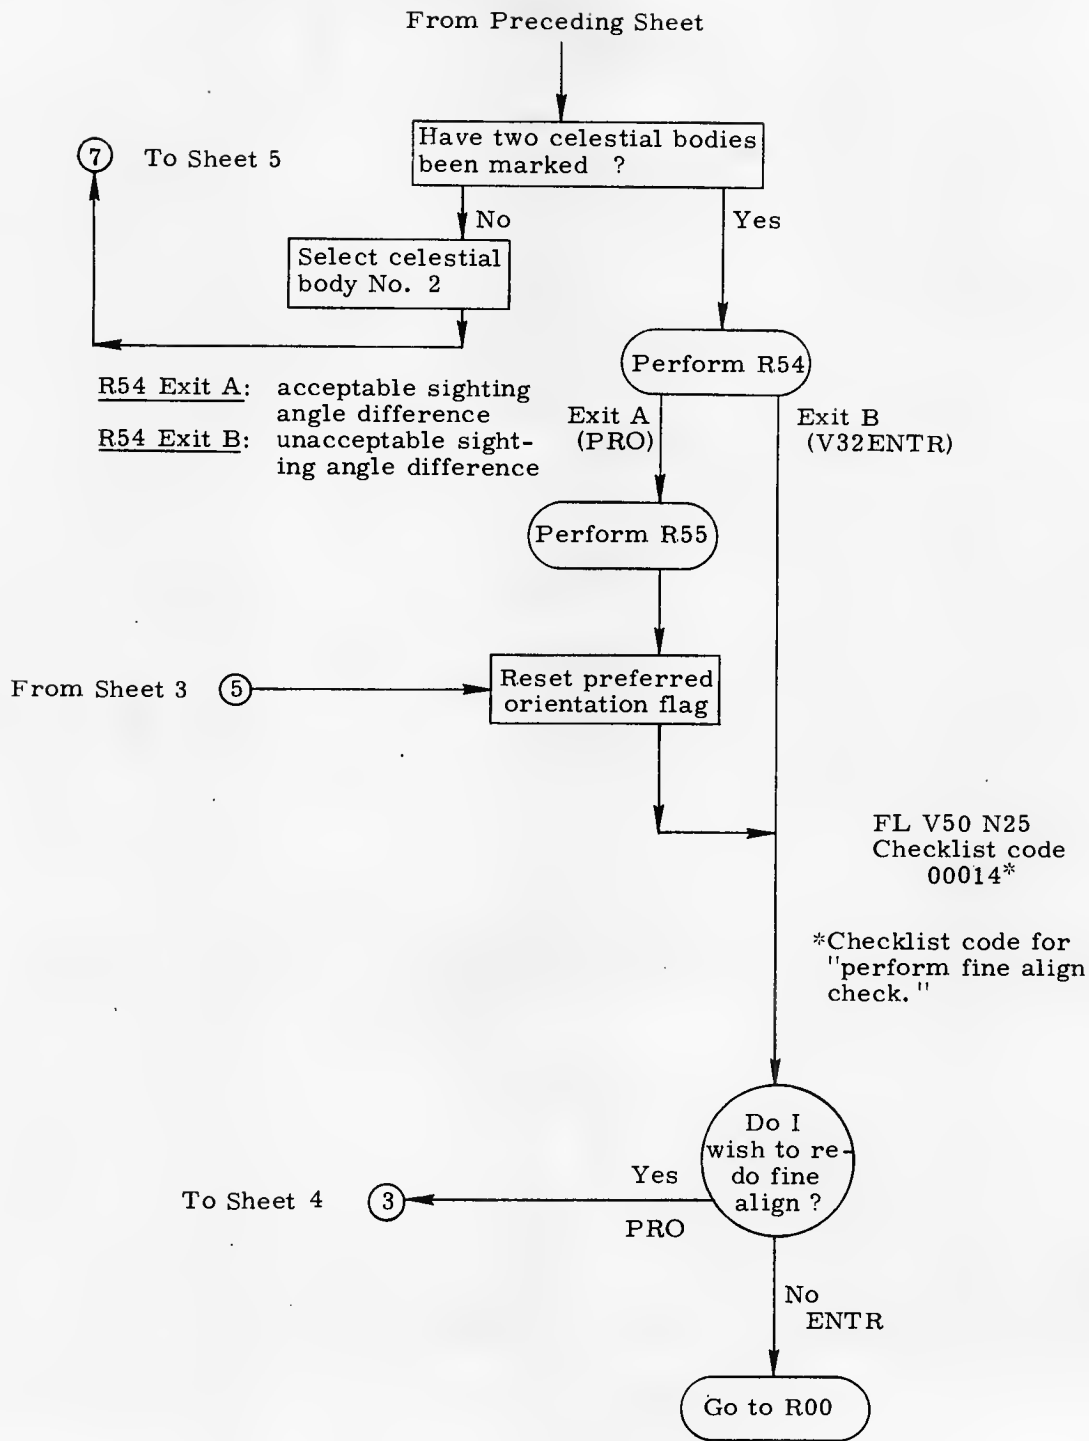 From Preceding Sheet
Have two celestial bodies
been marked ?
7 To Sheet 5
No
Yes
Select celestial
body No. 2
Perform R54
R54 Exit A: acceptable sighting
angle difference
R54 Exit B: unacceptable sight-
ing angle difference
Exit A
(PRO)
Exit B
(V32ENTR)
Perform R55
From Sheet 3 5
Reset preferred
orientation flag
FL V50 N25
Checklist code
00014*
*Checklist code for
"perform fine align
check."
Do I
wish to re-
do fine
align ?
Yes
PRO
To Sheet 4 3
No
ENTR
Go to R00